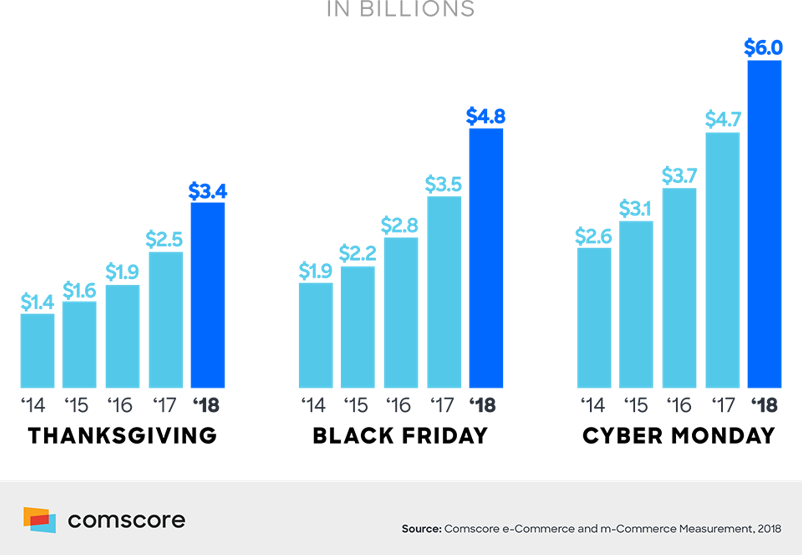 IN BILLIONS
$1.4 $1.6 $1.9 $2.5 $3.4
‘14 ‘15 ‘16 ‘17 ‘18
THANKSGIVING
$1.9 $2.2 $2.8 $3.5 $4.8
‘14 ‘15 ‘16 ‘17 ‘18
BLACK FRIDAY
$2.6 $3.1 $3.7 $4.7 $6.0
‘14 ‘15 ‘16 ‘17 ‘18
CYBER MONDAY
comscore
Source: Comscore e-Commerce and m-Commerce Measurement, 2018